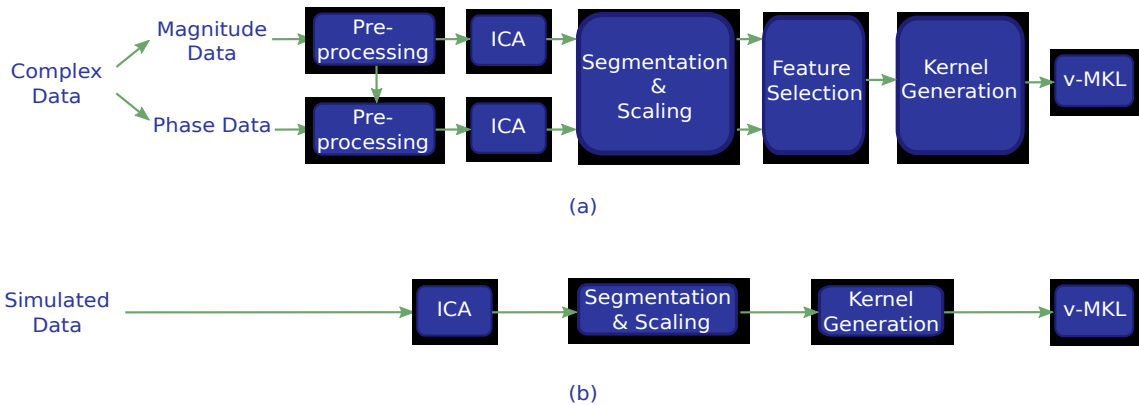 Complex
Data
Magnitude
Data
Phase Data
Pre-
processing
Pre-
processing
ICA
ICA
Segmentation
&
Scaling
Feature
Selection
Kernel
Generation
v-MKL
(a)
Simulated
Data
ICA
Segmentation
& Scaling
Kernel
Generation
v-MKL
(b)